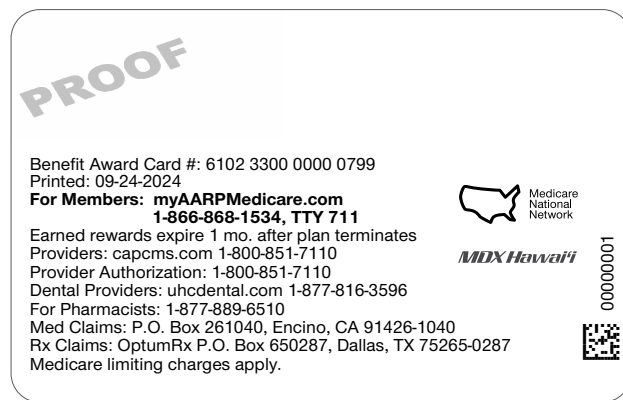 PROOF
Benefit Award Card #: 6102 3300 0000 0799
Printed: 09-24-2024
For Members: myAARPMedicare.com
1-866-868-1534, TTY 711
Earned rewards expire 1 mo. after plan terminates
Providers: capcms.com 1-800-851-7110
Provider Authorization: 1-800-851-7110
Dental Providers: uhcdental.com 1-877-816-3596
For Pharmacists: 1-877-889-6510
Med Claims: P.O. Box 261040, Encino, CA 91426-1040
Rx Claims: OptumRx P.O. Box 650287, Dallas, TX 75265-0287
Medicare limiting charges apply.
Medicare
National
Network
MDX Hawai'i
00000001